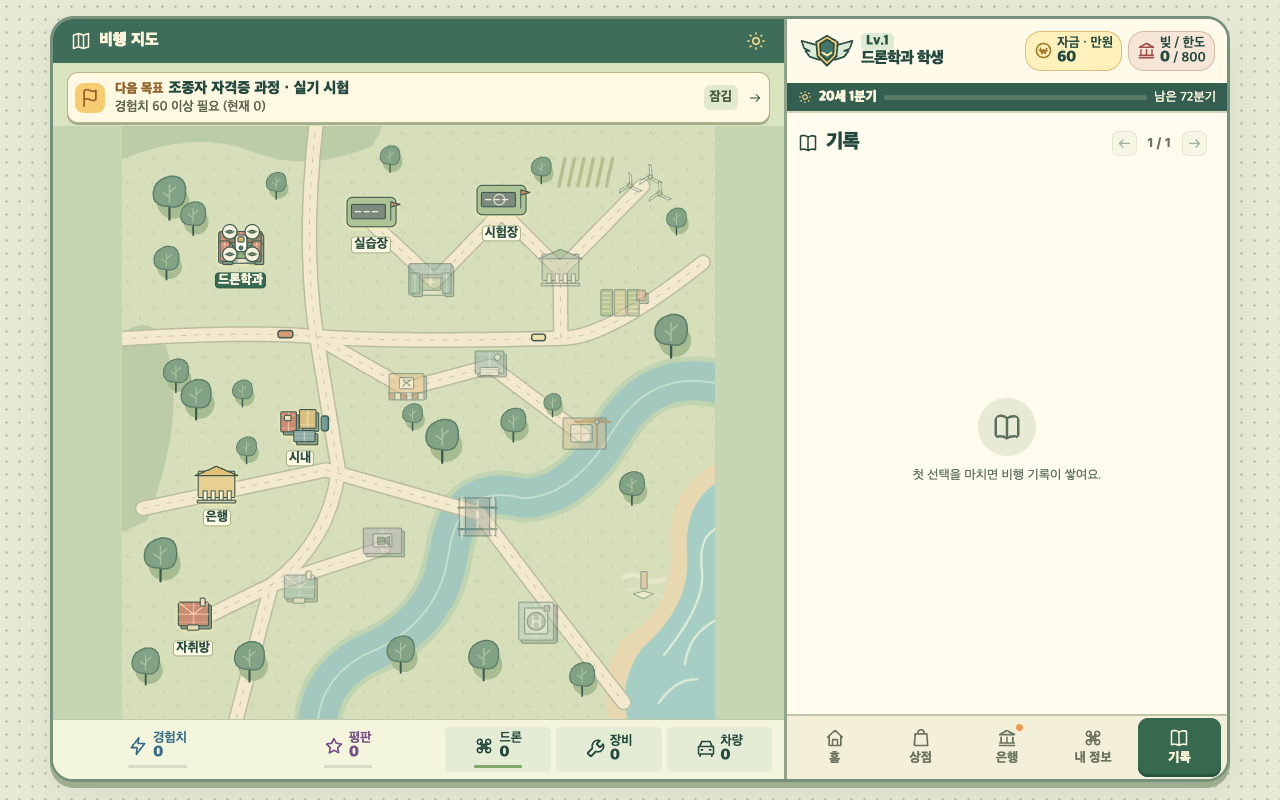 비행 지도
다음 목표 조종자 자격증 과정 · 실기 시험
경험치 60 이상 필요 (현재 0)
잠김
실습장
시험장
드론학과
시내
은행
자취방
H
경험치
0
평판
0
드론
0
장비
0
차량
0
Lv.1
드론학과 학생
자금 · 만원
60
빚 / 한도
0 / 800
20세 1분기
남은 72분기
기록
1 / 1
첫 선택을 마치면 비행 기록이 쌓여요.
홈
상점
은행
내 정보
기록